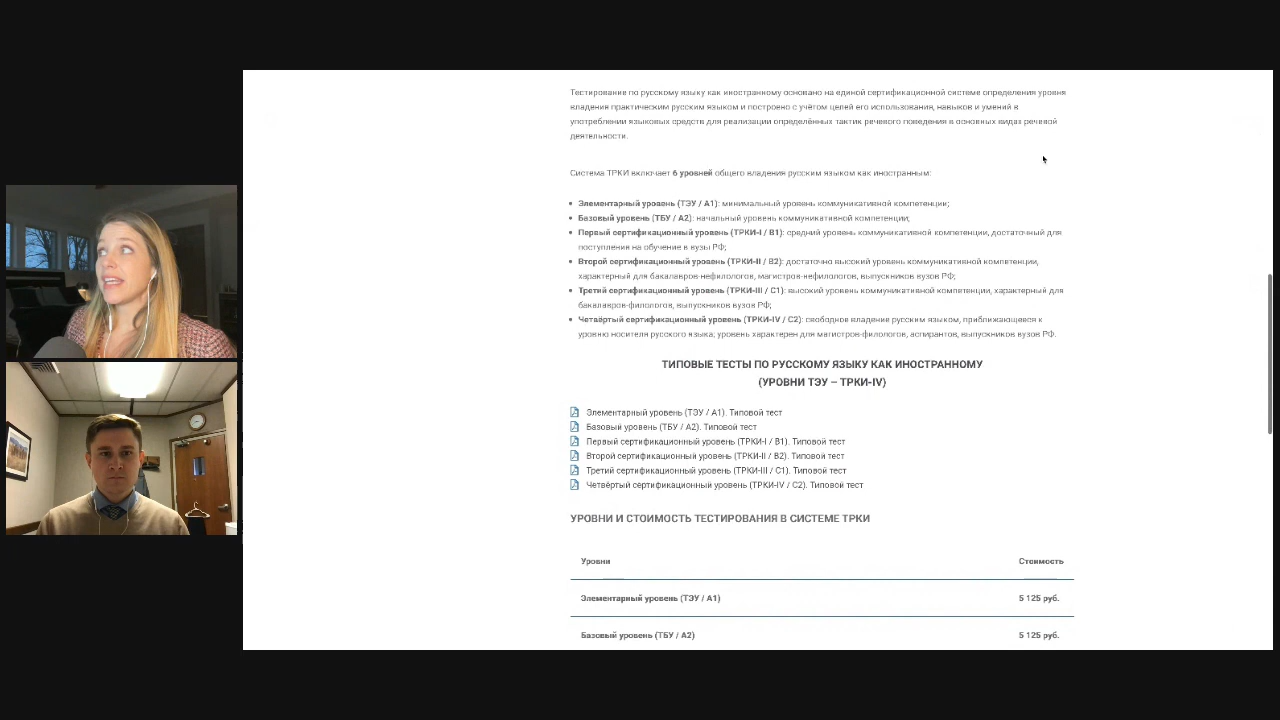 Тестирование по русскому языку как иностранному основано на единой сертификационной системе определения уровня
владения практическим русским языком и построено с учётом целей его использования, навыков и умений в
употреблении языковых средств для реализации определённых тактик речевого поведения в основных видах речевой
деятельности.
Система ТРКИ включает 6 уровней общего владения русским языком как иностранным:
Элементарный уровень (ТЭУ / А1): минимальный уровень коммуникативной компетенции;
Базовый уровень (ТБУ / А2): начальный уровень коммуникативной компетенции;
Первый сертификационный уровень (ТРКИ-I / В1): средний уровень коммуникативной компетенции, достаточный для
поступления на обучение в вузы РФ;
Второй сертификационный уровень (ТРКИ-II / В2): достаточно высокий уровень коммуникативной компетенции,
характерный для бакалавров-нефилологов, магистров-нефилологов, выпускников вузов РФ;
Третий сертификационный уровень (ТРКИ-III / С1): высокий уровень коммуникативной компетенции, характерный для
бакалавров-филологов, выпускников вузов РФ;
Четвёртый сертификационный уровень (ТРКИ-IV / С2): свободное владение русским языком, приближающееся к
уровню носителя русского языка; уровень характерен для магистров-филологов, аспирантов, выпускников вузов РФ.
ТИПОВЫЕ ТЕСТЫ ПО РУССКОМУ ЯЗЫКУ КАК ИНОСТРАННОМУ
(УРОВНИ ТЭУ – ТРКИ-IV)
Элементарный уровень (ТЭУ / А1). Типовой тест
Базовый уровень (ТБУ / А2). Типовой тест
Первый сертификационный уровень (ТРКИ-I / В1). Типовой тест
Второй сертификационный уровень (ТРКИ-II / В2). Типовой тест
Третий сертификационный уровень (ТРКИ-III / С1). Типовой тест
Четвёртый сертификационный уровень (ТРКИ-IV / С2). Типовой тест
УРОВНИ И СТОИМОСТЬ ТЕСТИРОВАНИЯ В СИСТЕМЕ ТРКИ
Уровни Стоимость
Элементарный уровень (ТЭУ / А1) 5 125 руб.
Базовый уровень (ТБУ / А2) 5 125 руб.